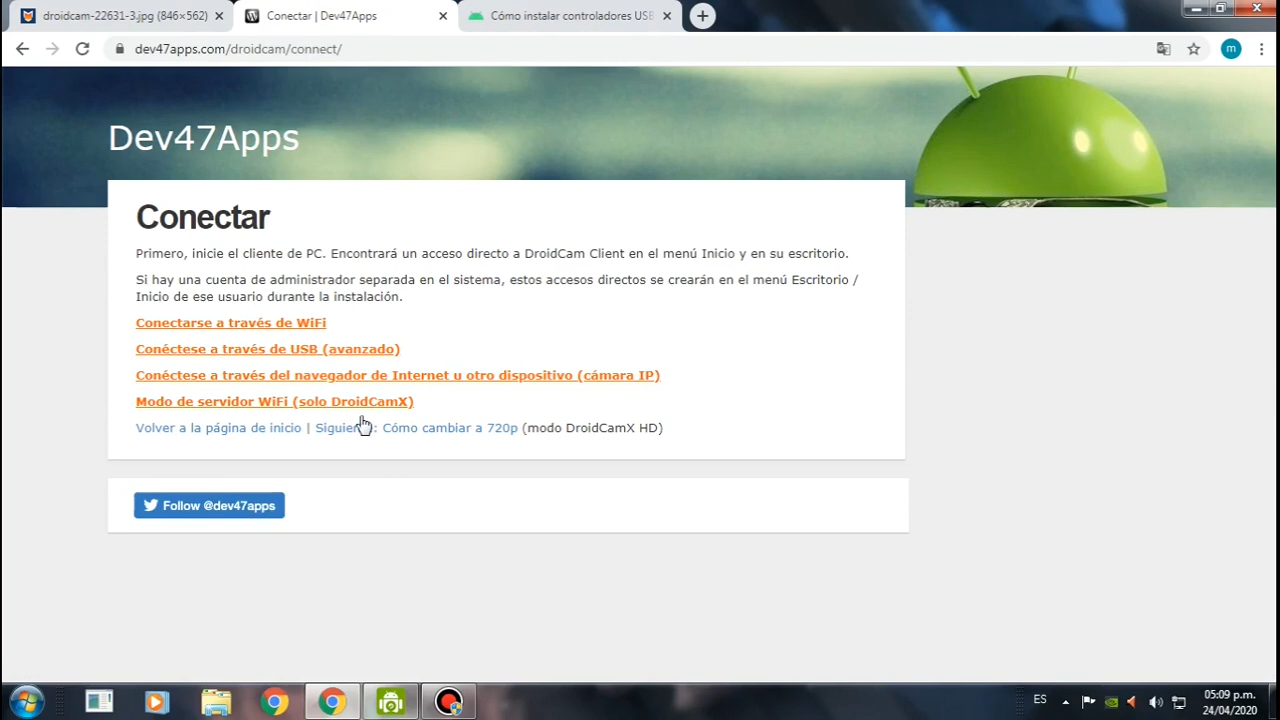 droidcam-22631-3.jpg (846×562)
Conectar | Dev47Apps
Cómo instalar controladores USB
dev47apps.com/droidcam/connect/
m
Dev47Apps
Conectar
Primero, inicie el cliente de PC. Encontrará un acceso directo a DroidCam Client en el menú Inicio y en su escritorio.
Si hay una cuenta de administrador separada en el sistema, estos accesos directos se crearán en el menú Escritorio /
Inicio de ese usuario durante la instalación.
Conectarse a través de WiFi
Conéctese a través de USB (avanzado)
Conéctese a través del navegador de Internet u otro dispositivo (cámara IP)
Modo de servidor WiFi (solo DroidCamX)
Volver a la página de inicio | Siguiente: Cómo cambiar a 720p (modo DroidCamX HD)
Follow @dev47apps
ES
05:09 p.m.
24/04/2020